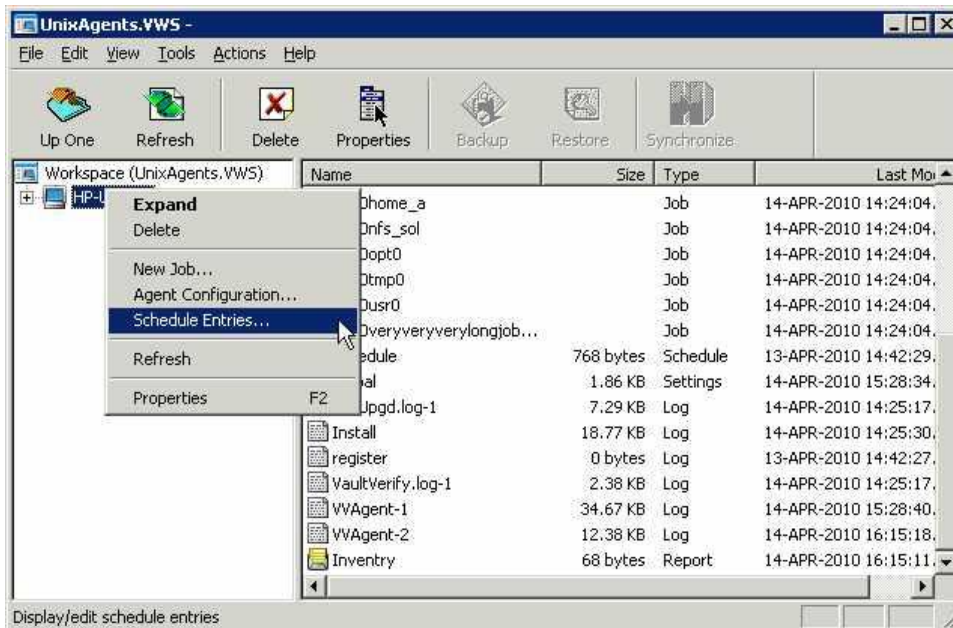 UnixAgents.VWS -
File Edit View Tools Actions Help
Up One Refresh Delete Properties Backup Restore Synchronize
Workspace (UnixAgents.VWS)
HP-U
Expand
Delete
New Job...
Agent Configuration...
Schedule Entries...
Refresh
Properties F2
Name Size Type Last Mo
0home_a Job 14-APR-2010 14:24:04.
0nfs_sol Job 14-APR-2010 14:24:04.
0opt0 Job 14-APR-2010 14:24:04.
0tmp0 Job 14-APR-2010 14:24:04.
0usr0 Job 14-APR-2010 14:24:04.
0veryveryverylongjob... Job 14-APR-2010 14:24:04.
edule 768 bytes Schedule 13-APR-2010 14:42:29.
al 1.86 KB Settings 14-APR-2010 15:28:34.
Upgd.log-1 7.29 KB Log 14-APR-2010 14:25:17.
Install 18.77 KB Log 14-APR-2010 14:25:30.
register 0 bytes Log 13-APR-2010 14:42:27.
VaultVerify.log-1 2.38 KB Log 14-APR-2010 14:25:17.
VVAgent-1 34.67 KB Log 14-APR-2010 15:28:40.
VVAgent-2 12.38 KB Log 14-APR-2010 16:15:18.
Inventry 68 bytes Report 14-APR-2010 16:15:11.
Display/edit schedule entries